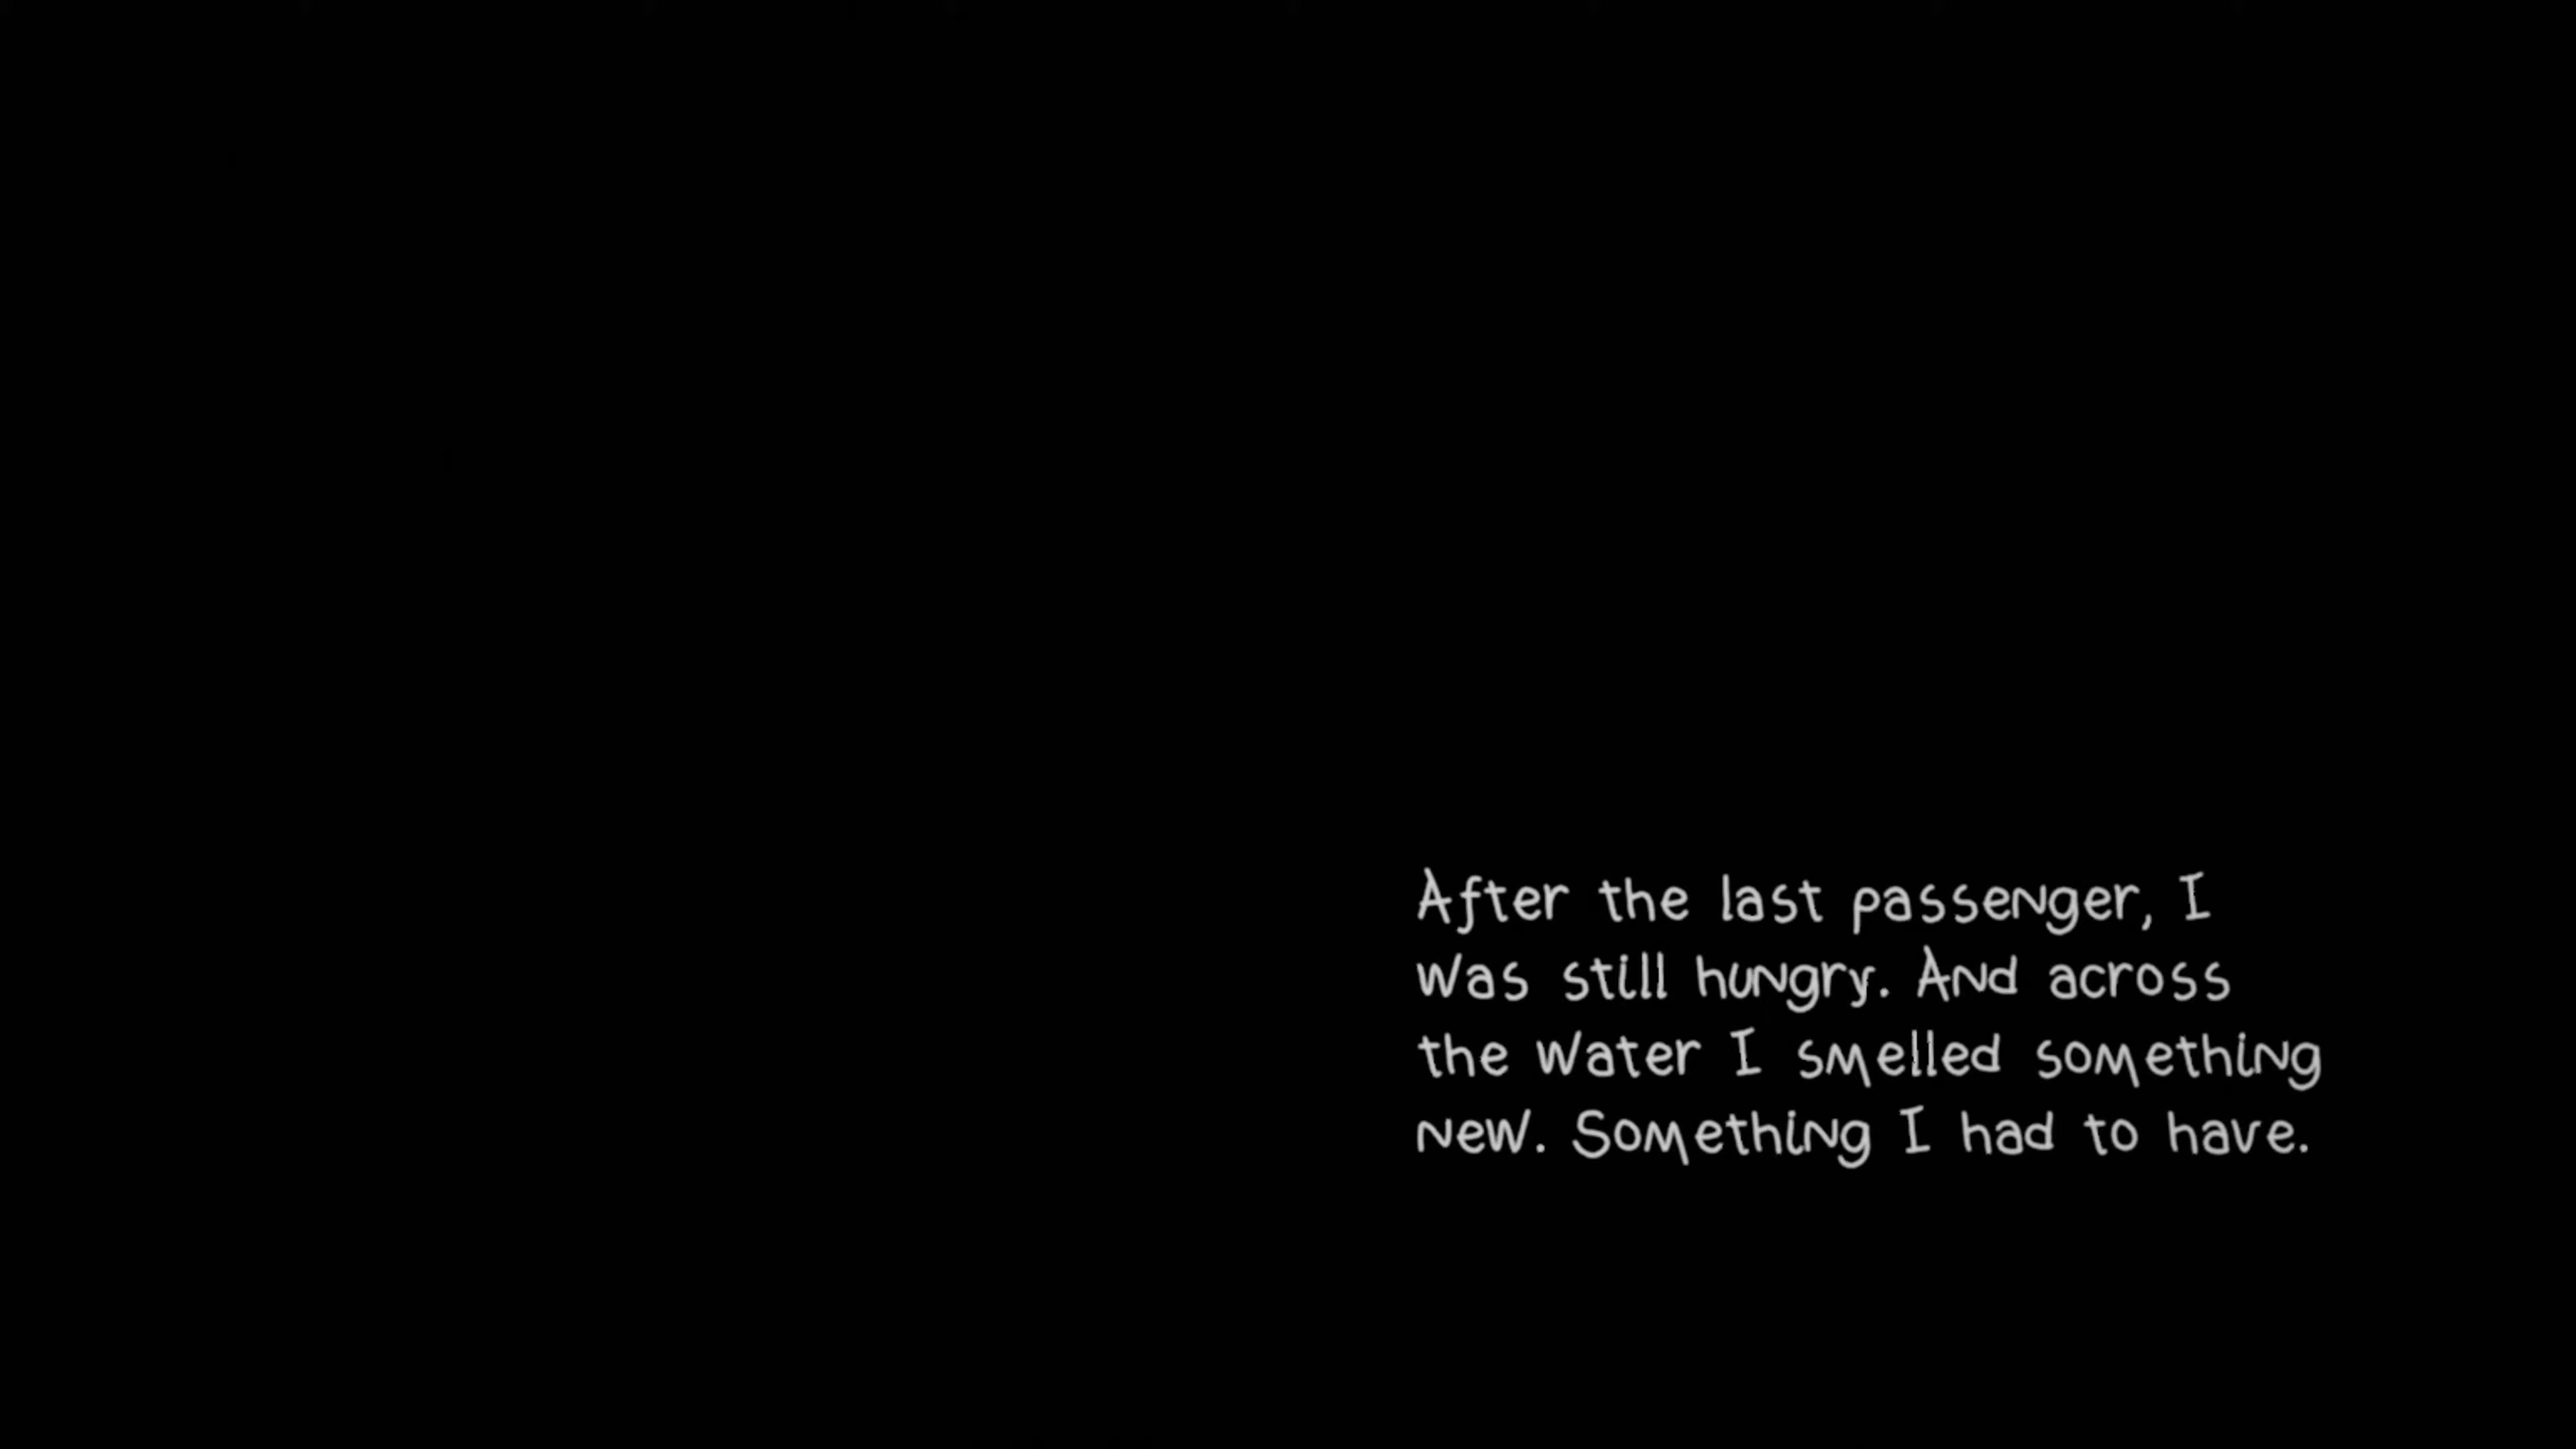 After the last passenger, I
was still hungry. And across
the water I smelled something
new. Something I had to have.